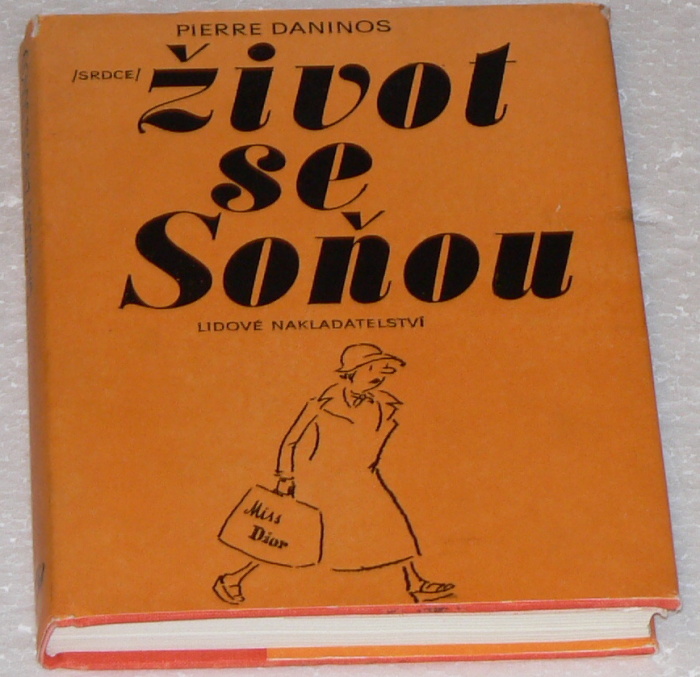 PIERRE DANINOS
/SRDCE/ život
se
Soňou
LIDOVÉ NAKLADATELSTVÍ
Miss
Dior